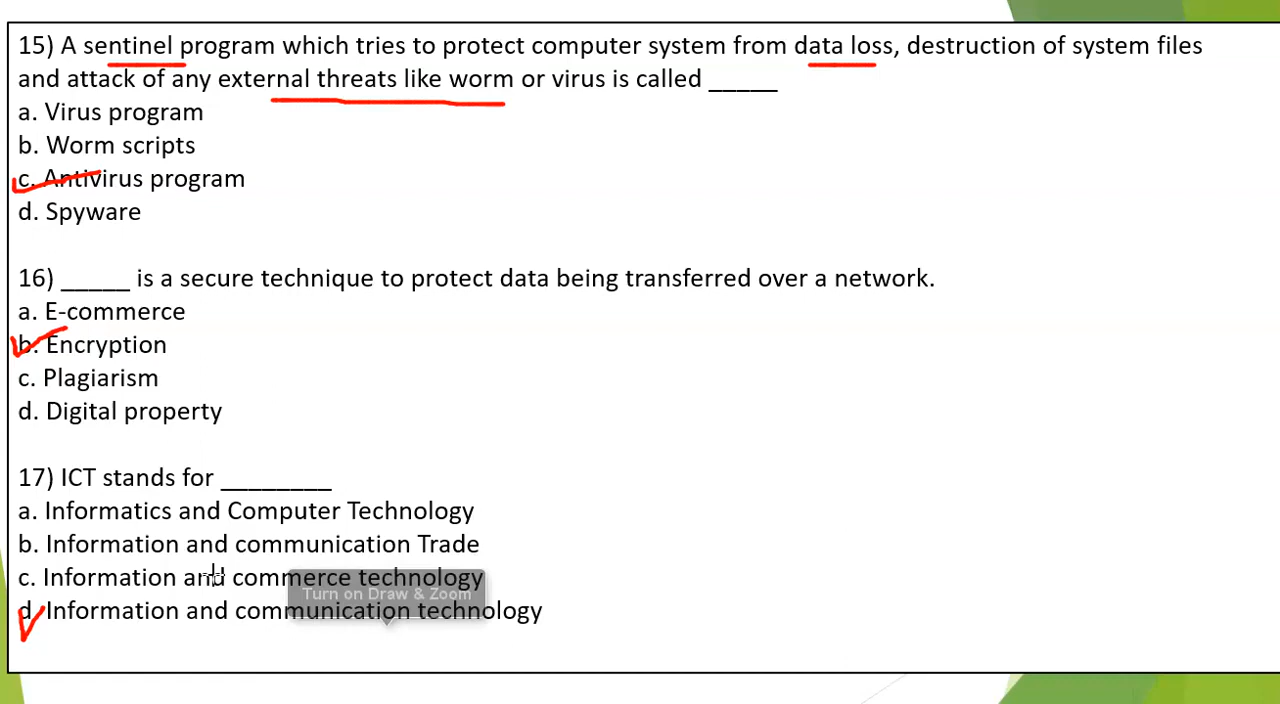 15) A sentinel program which tries to protect computer system from data loss, destruction of system files
and attack of any external threats like worm or virus is called _____
a. Virus program
b. Worm scripts
c. Antivirus program
d. Spyware
16) _____ is a secure technique to protect data being transferred over a network.
a. E-commerce
b. Encryption
c. Plagiarism
d. Digital property
17) ICT stands for ________
a. Informatics and Computer Technology
b. Information and communication Trade
c. Information and commerce technology
Turn on Draw & Zoom
d. Information and communication technology